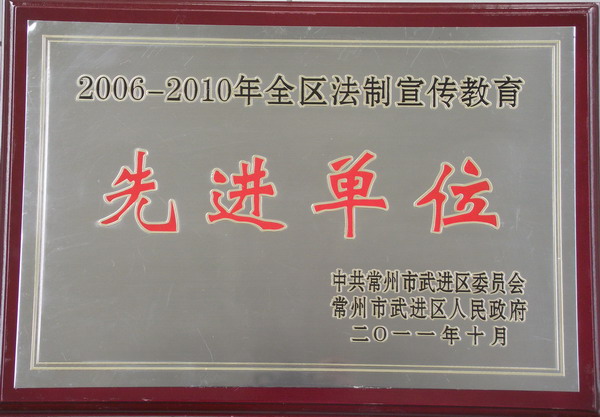 2006-2010年全区法制宣传教育
先进单位
中共常州市武进区委员会
常州市武进区人民政府
二〇一一年十月